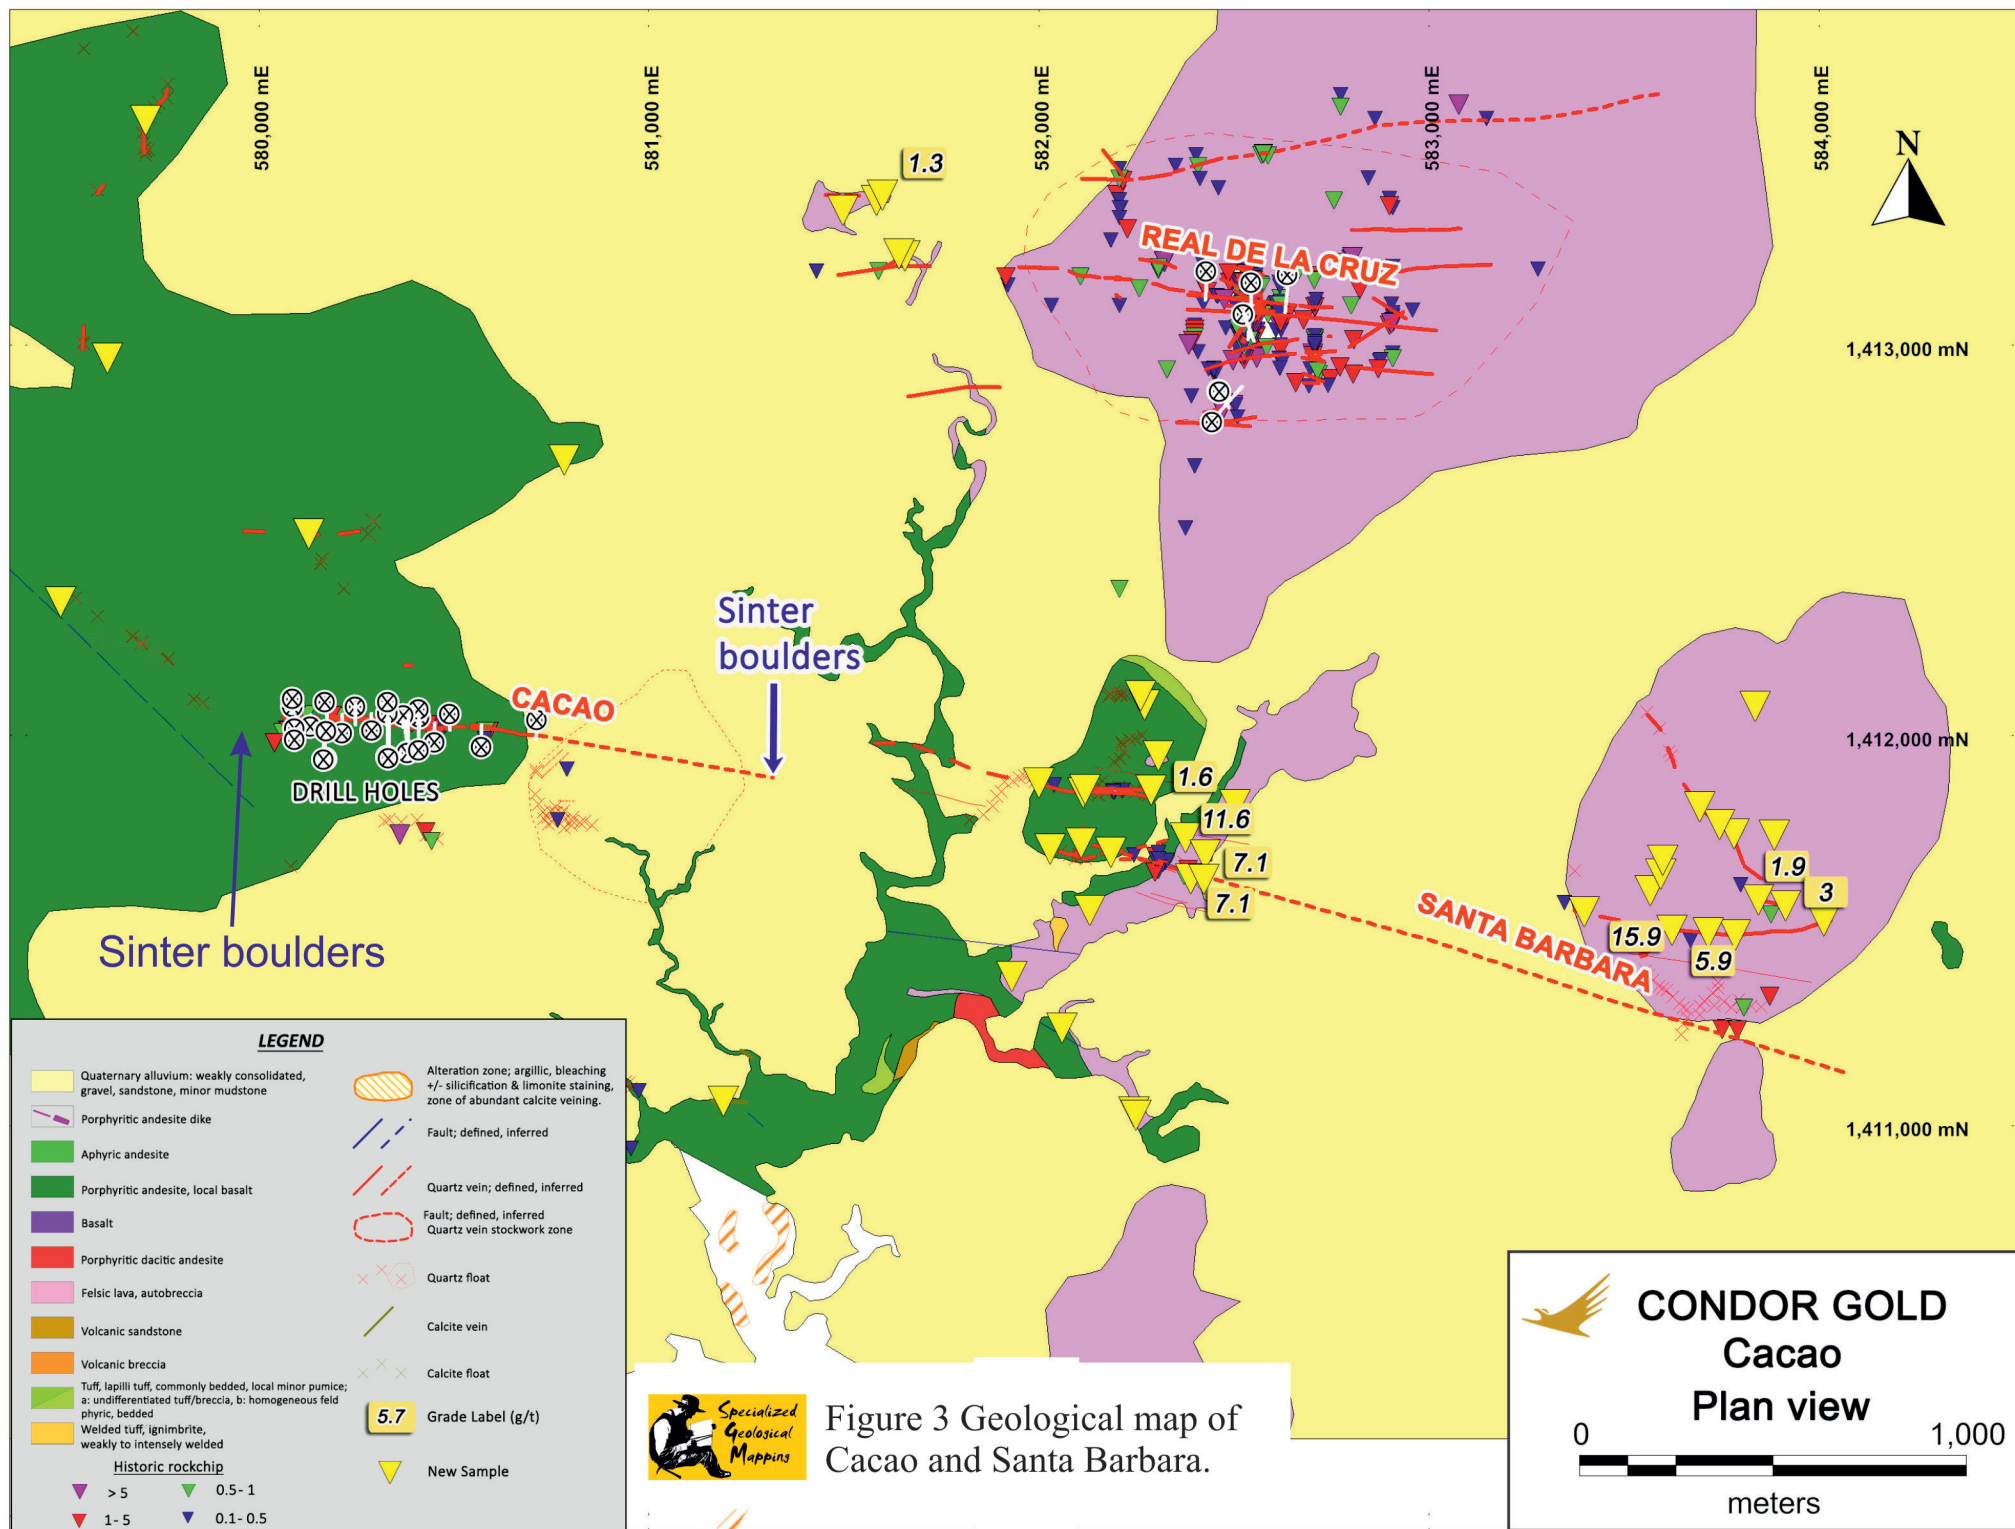 580,000 mE
581,000 mE
582,000 mE
583,000 mE
584,000 mE
N
1.3
REAL DE LA CRUZ
1,413,000 mN
Sinter
boulders
CACAO
1,412,000 mN
DRILL HOLES
1.6
11.6
7.1
7.1
1.9
3
SANTA BARBARA
15.9
5.9
Sinter boulders
1,411,000 mN
LEGEND
Quaternary alluvium: weakly consolidated,
gravel, sandstone, minor mudstone
Porphyritic andesite dike
Aphyric andesite
Porphyritic andesite, local basalt
Basalt
Porphyritic dacitic andesite
Felsic lava, autobreccia
Volcanic sandstone
Volcanic breccia
Tuff, lapilli tuff, commonly bedded, local minor pumice;
a: undifferentiated tuff/breccia, b: homogeneous feld
phyric, bedded
Welded tuff, ignimbrite,
weakly to intensely welded
Historic rockchip
> 5
0.5- 1
1- 5
0.1- 0.5
Alteration zone; argillic, bleaching
+/- silicification & limonite staining,
zone of abundant calcite veining.
Fault; defined, inferred
Quartz vein; defined, inferred
Fault; defined, inferred
Quartz vein stockwork zone
Quartz float
Calcite vein
Calcite float
5.7
Grade Label (g/t)
New Sample
Specialized
Geological
Mapping
Figure 3 Geological map of
Cacao and Santa Barbara.
CONDOR GOLD
Cacao
Plan view
0
1,000
meters